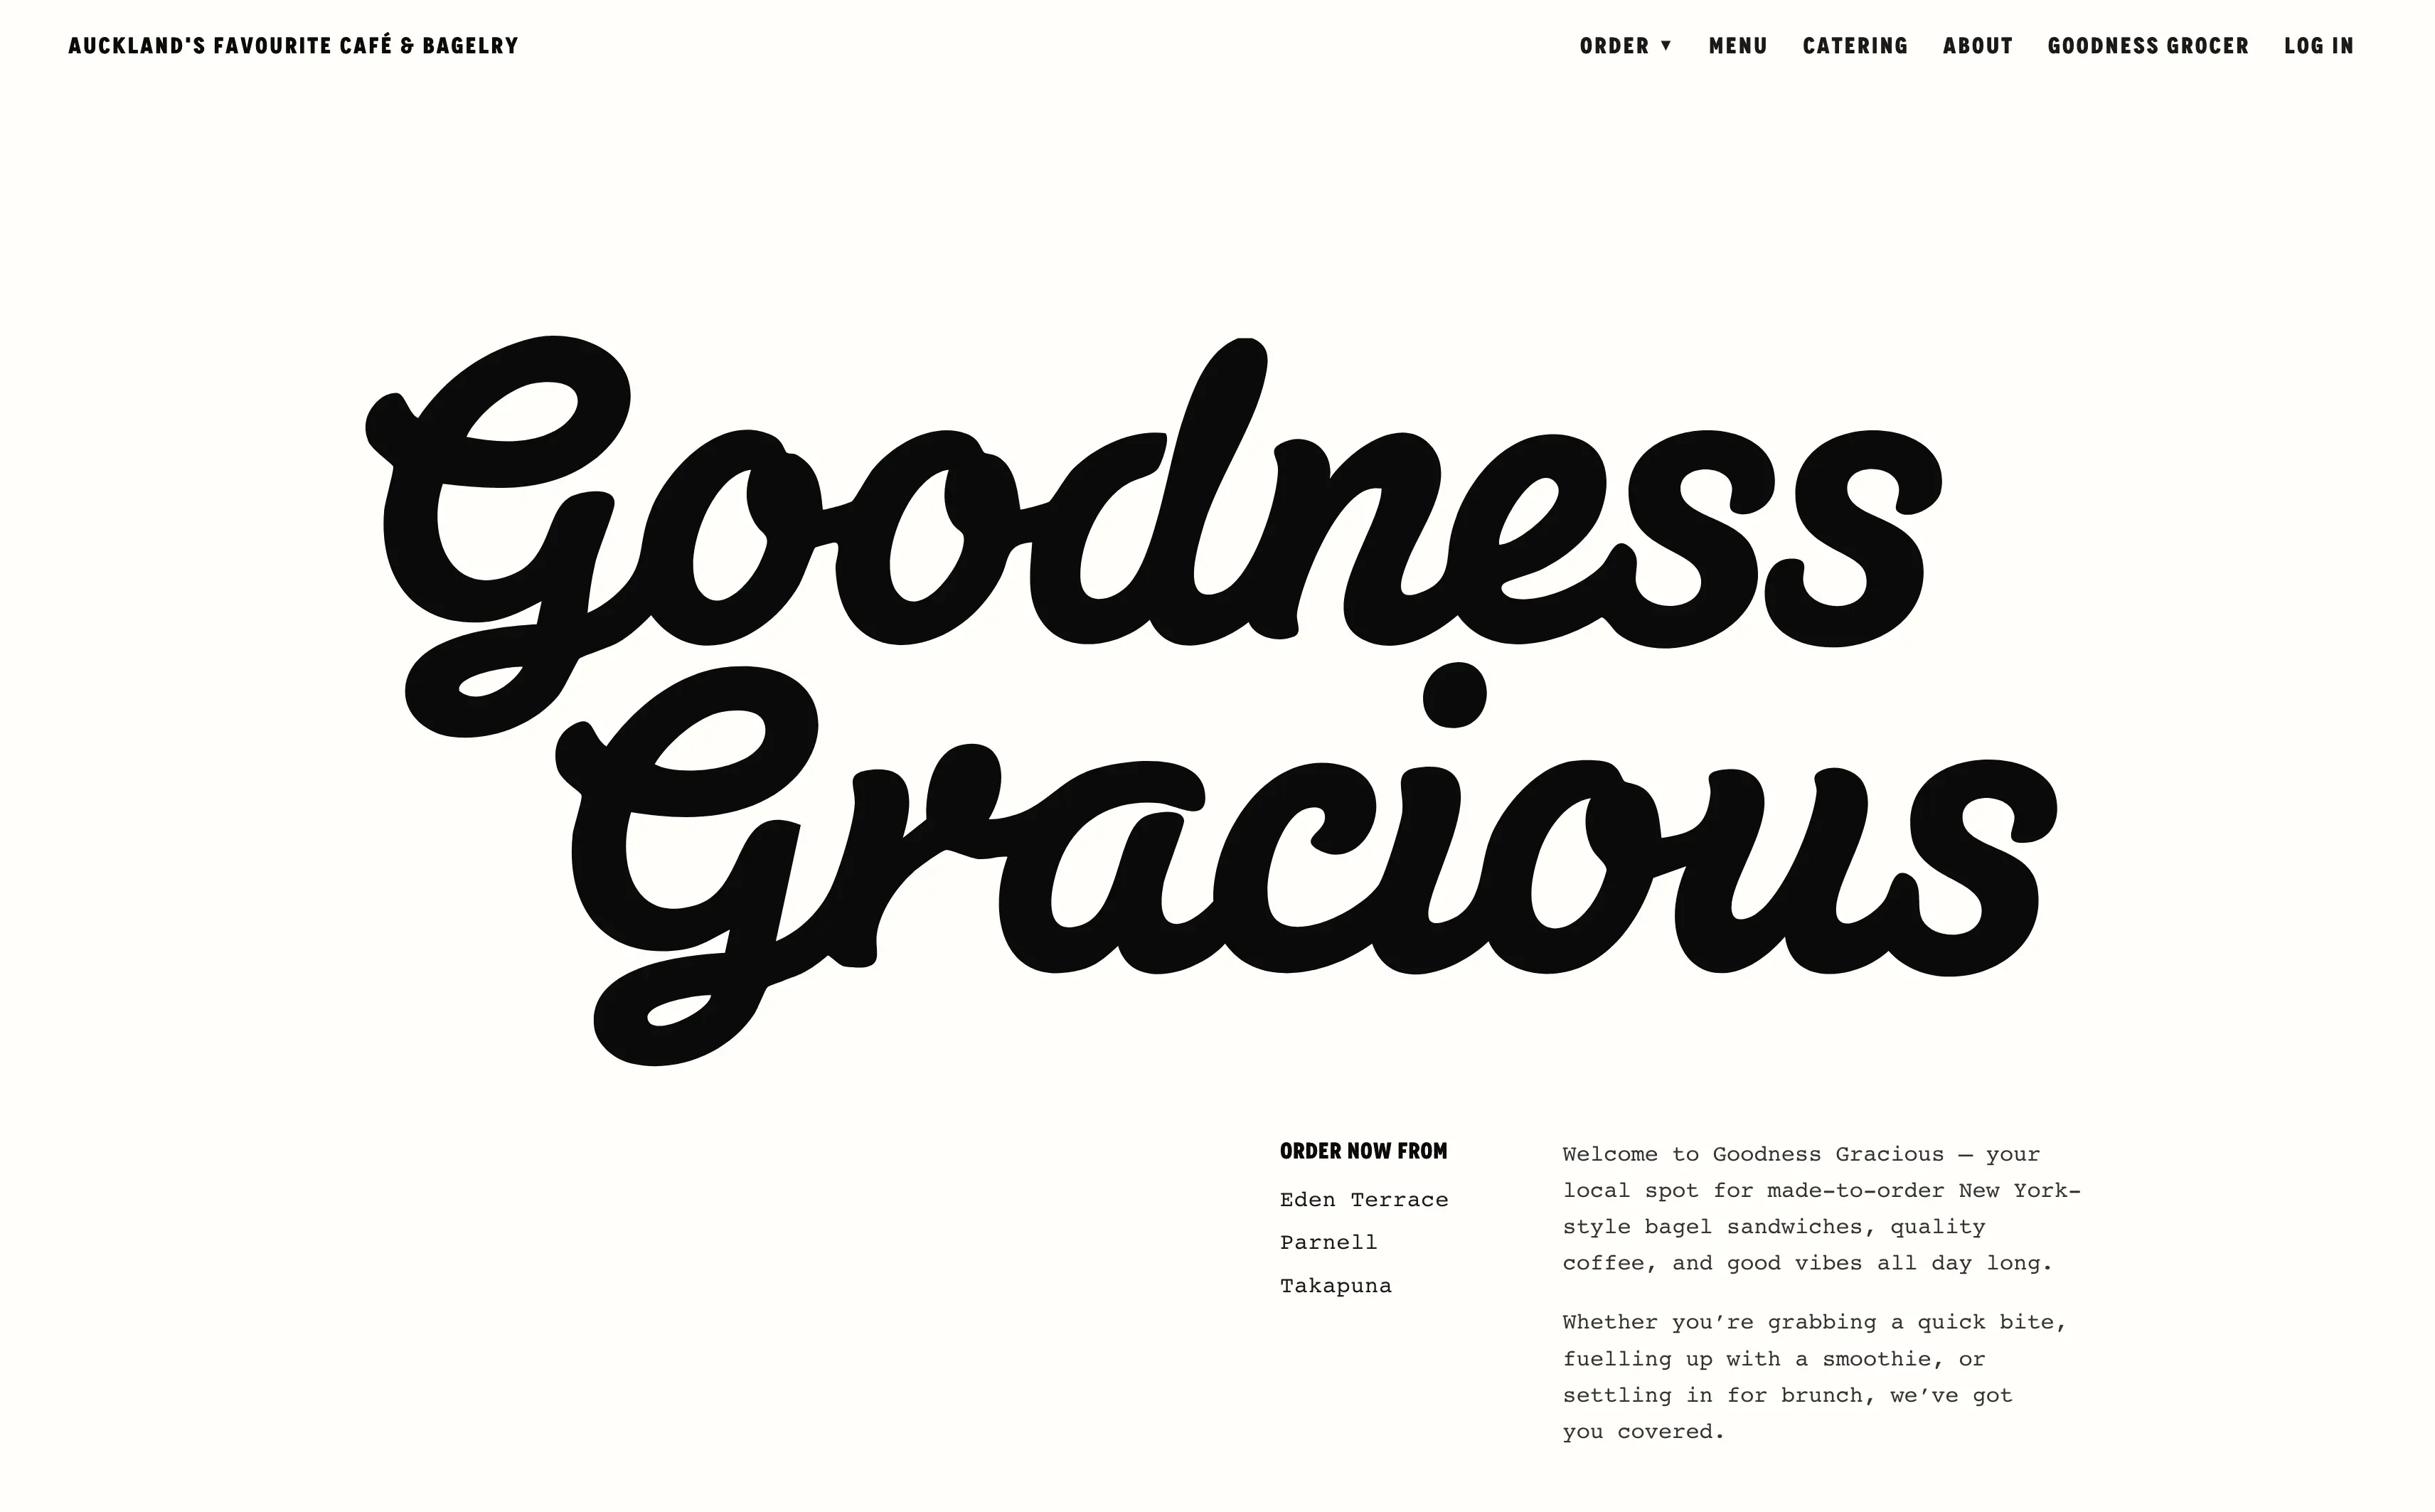 AUCKLAND'S FAVOURITE CAFÉ & BAGELRY
ORDER ▼ MENU CATERING ABOUT GOODNESS GROCER LOG IN
Goodness
Gracious
ORDER NOW FROM
Eden Terrace
Parnell
Takapuna
Welcome to Goodness Gracious — your
local spot for made-to-order New York-
style bagel sandwiches, quality
coffee, and good vibes all day long.
Whether you’re grabbing a quick bite,
fuelling up with a smoothie, or
settling in for brunch, we’ve got
you covered.